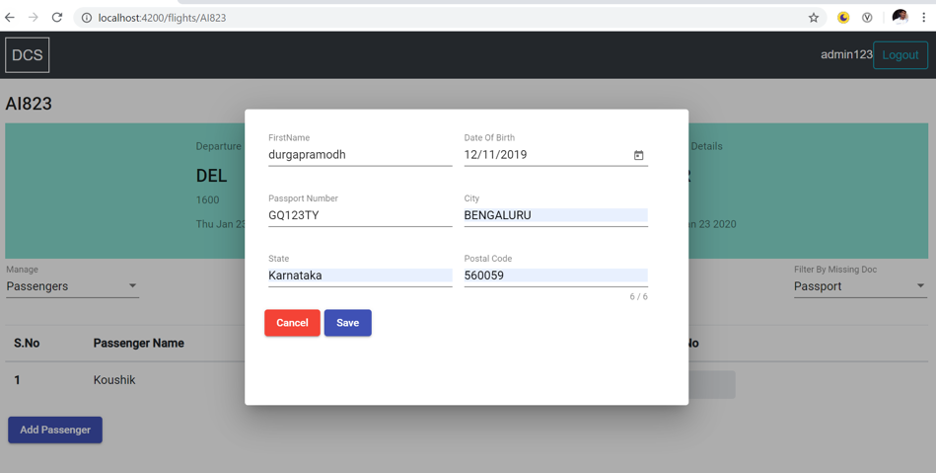 localhost:4200/flights/AI823
DCS
admin123
Logout
AI823
Departure
Details
DEL
1600
Thu Jan 23
23 2020
Manage
Passengers
Filter By Missing Doc
Passport
S.No
Passenger Name
No
1
Koushik
Add Passenger
FirstName
durgapramodh
Date Of Birth
12/11/2019
Passport Number
GQ123TY
City
BENGALURU
State
Karnataka
Postal Code
560059
6 / 6
Cancel
Save